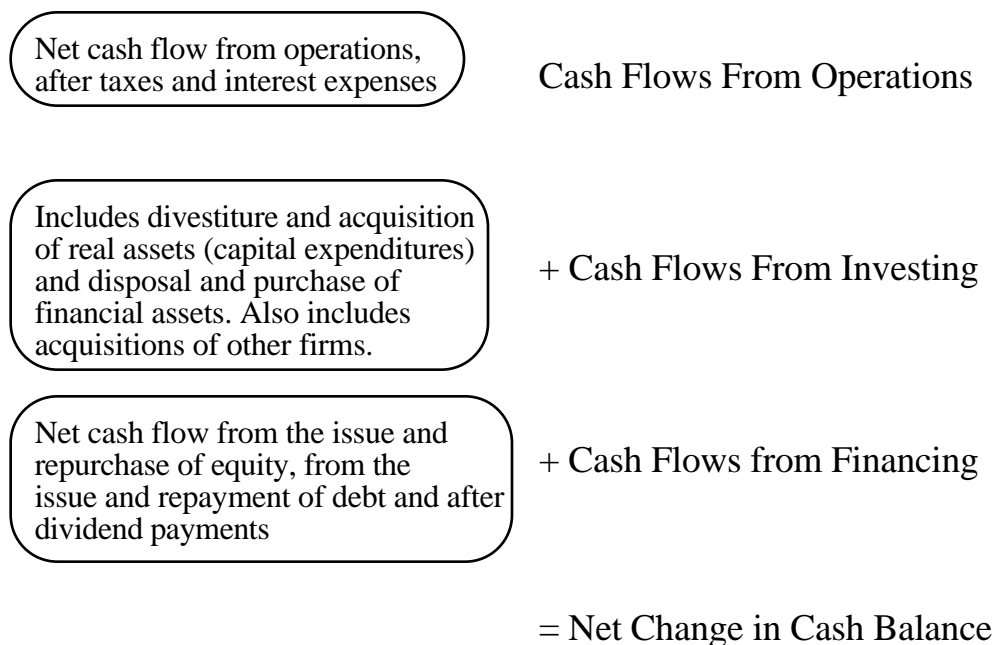 Net cash flow from operations,
after taxes and interest expenses
Cash Flows From Operations
Includes divestiture and acquisition
of real assets (capital expenditures)
and disposal and purchase of
financial assets. Also includes
acquisitions of other firms.
+ Cash Flows From Investing
Net cash flow from the issue and
repurchase of equity, from the
issue and repayment of debt and after
dividend payments
+ Cash Flows from Financing
= Net Change in Cash Balance